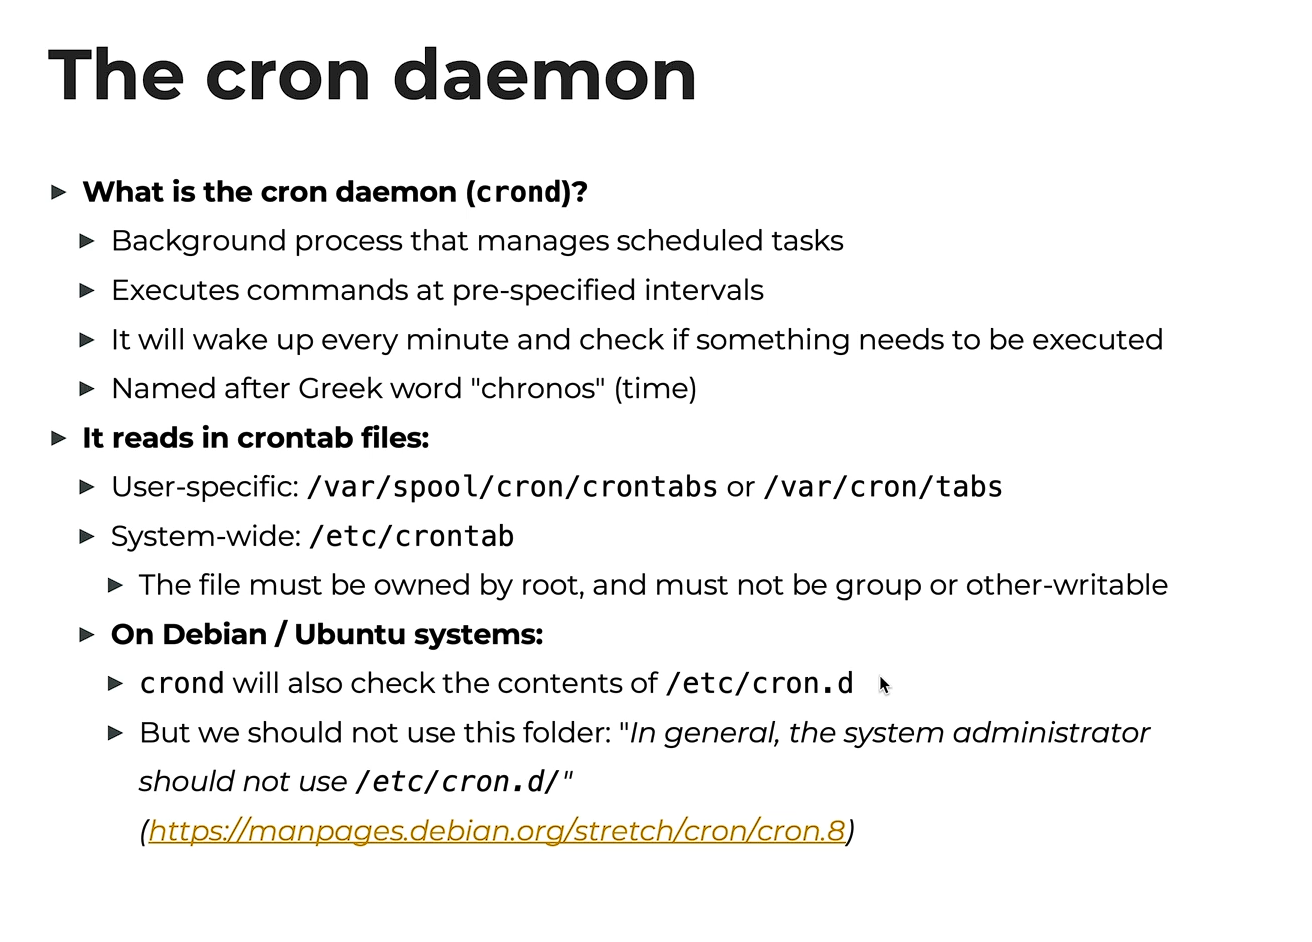 The cron daemon
What is the cron daemon (crond)?
Background process that manages scheduled tasks
Executes commands at pre-specified intervals
It will wake up every minute and check if something needs to be executed
Named after Greek word "chronos" (time)
It reads in crontab files:
User-specific: /var/spool/cron/crontabs or /var/cron/tabs
System-wide: /etc/crontab
The file must be owned by root, and must not be group or other-writable
On Debian / Ubuntu systems:
crond will also check the contents of /etc/cron.d
But we should not use this folder: "In general, the system administrator
should not use /etc/cron.d/"
(https://manpages.debian.org/stretch/cron/cron.8)